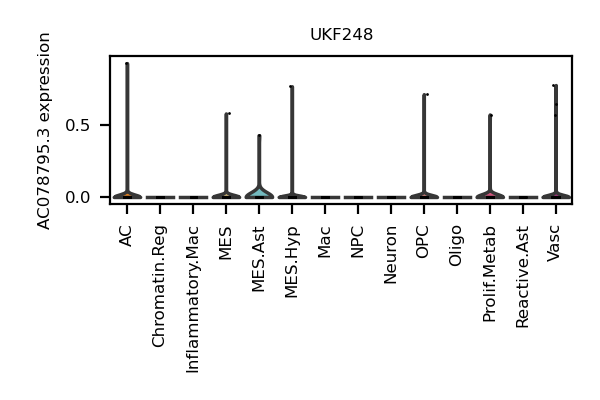 UKF248
AC078795.3 expression
0.5
0.0
AC
Chromatin.Reg
Inflammatory.Mac
MES
MES.Ast
MES.Hyp
Mac
NPC
Neuron
OPC
Oligo
Prolif.Metab
Reactive.Ast
Vasc